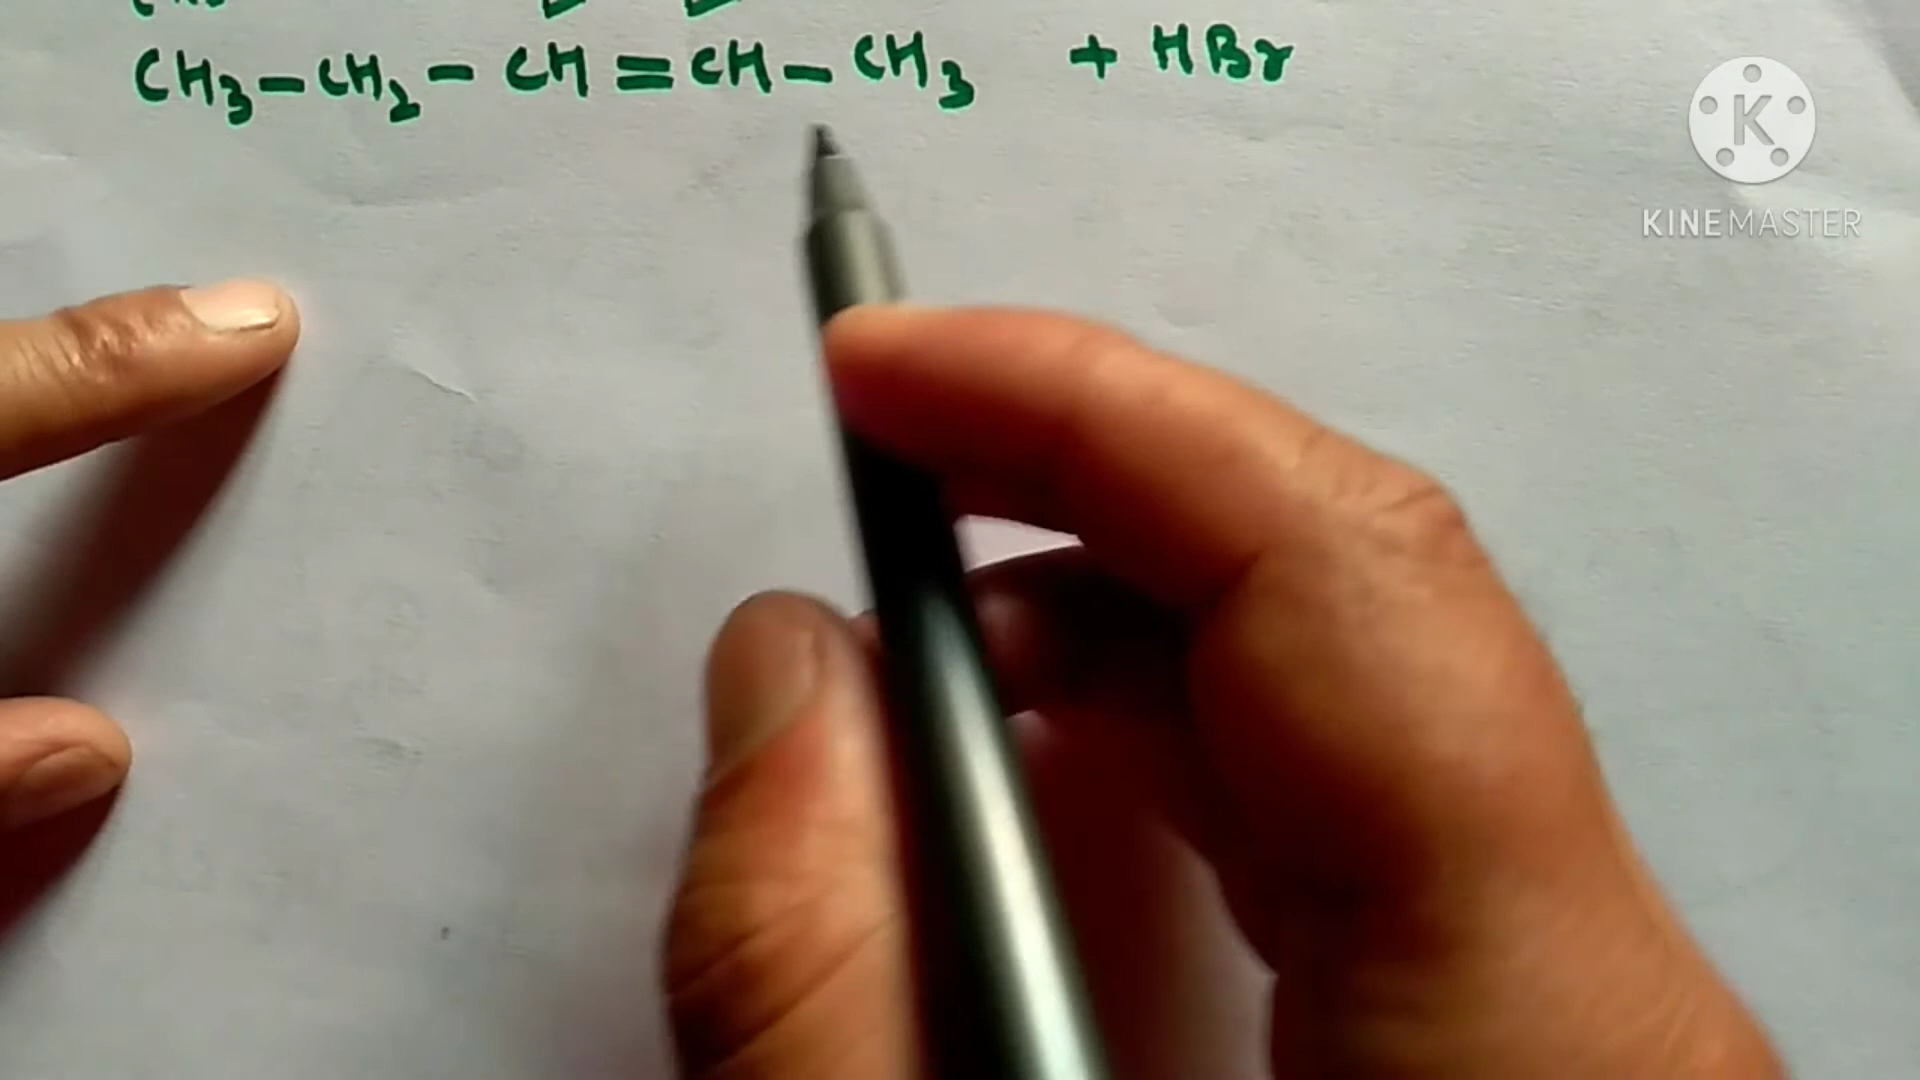 CH₃-CH₂-CH=CH-CH₃ + HBr
K
KINEMASTER